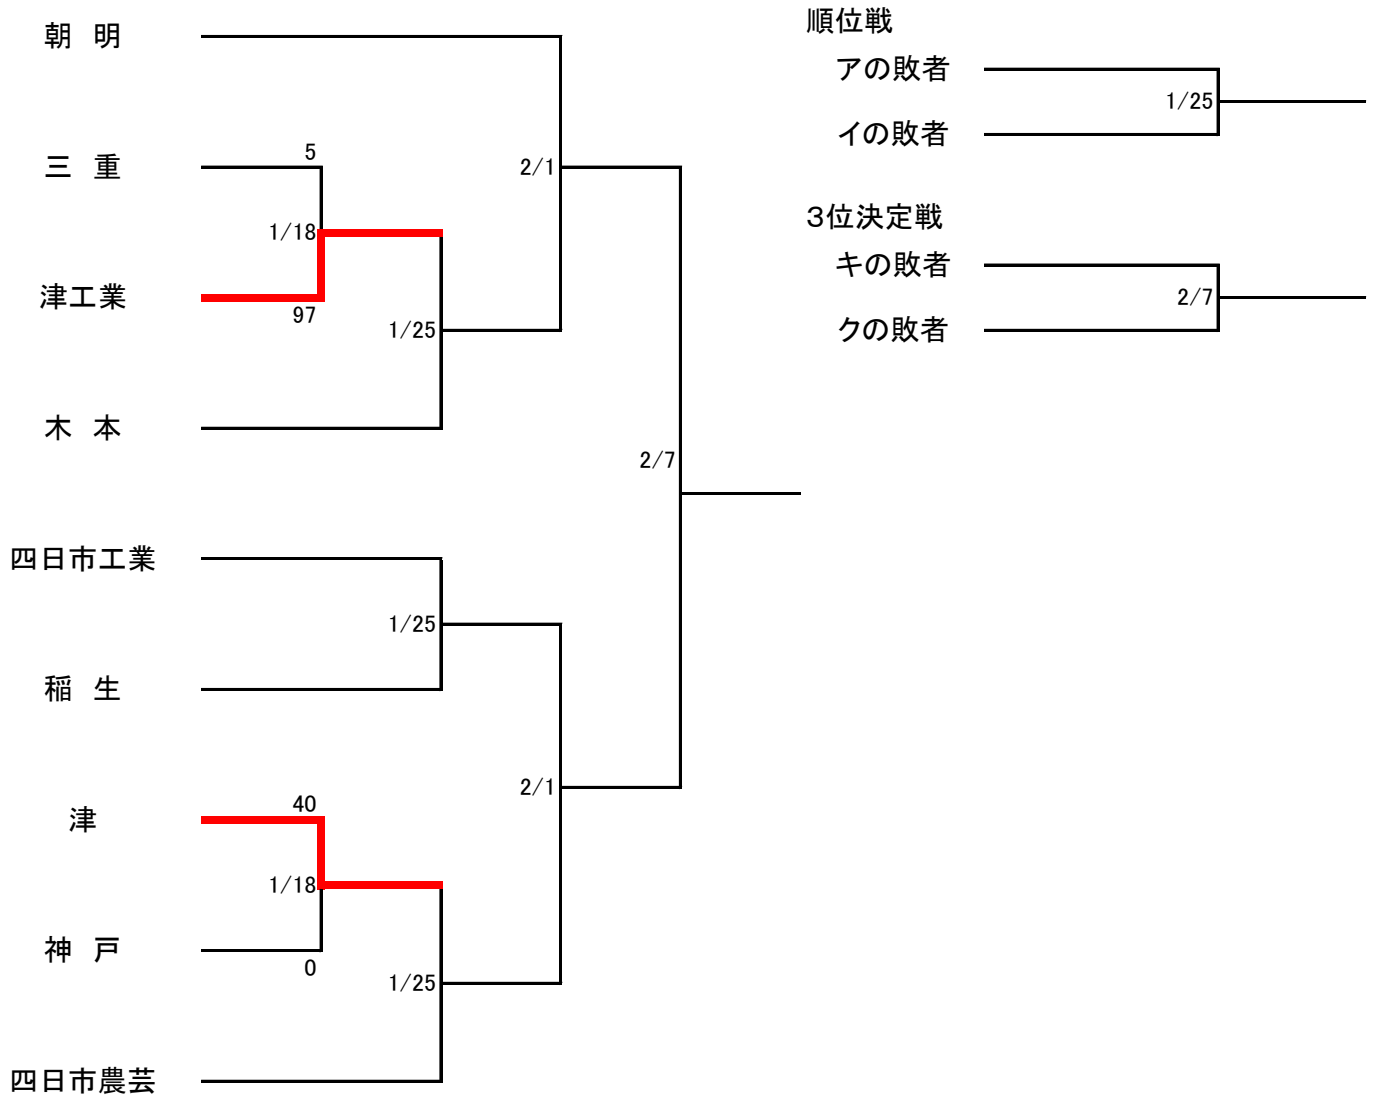 朝 明
三 重
5
1/18
津工業
97
木 本
1/25
2/1
四日市工業
稲 生
1/25
津
40
1/18
神 戸
0
四日市農芸
1/25
2/1
2/7
順位戦
アの敗者
イの敗者
1/25
３位決定戦
キの敗者
クの敗者
2/7